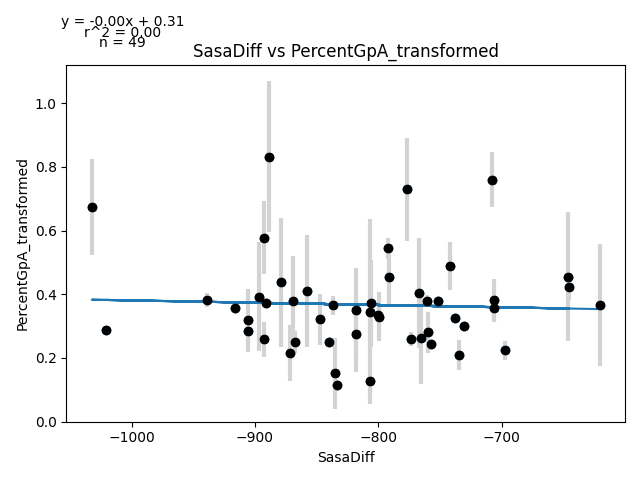 y = -0.00x + 0.31
r^2 = 0.00
n = 49
SasaDiff vs PercentGpA_transformed
PercentGpA_transformed
1.0
0.8
0.6
0.4
0.2
0.0
−1000 −900 −800 −700
SasaDiff